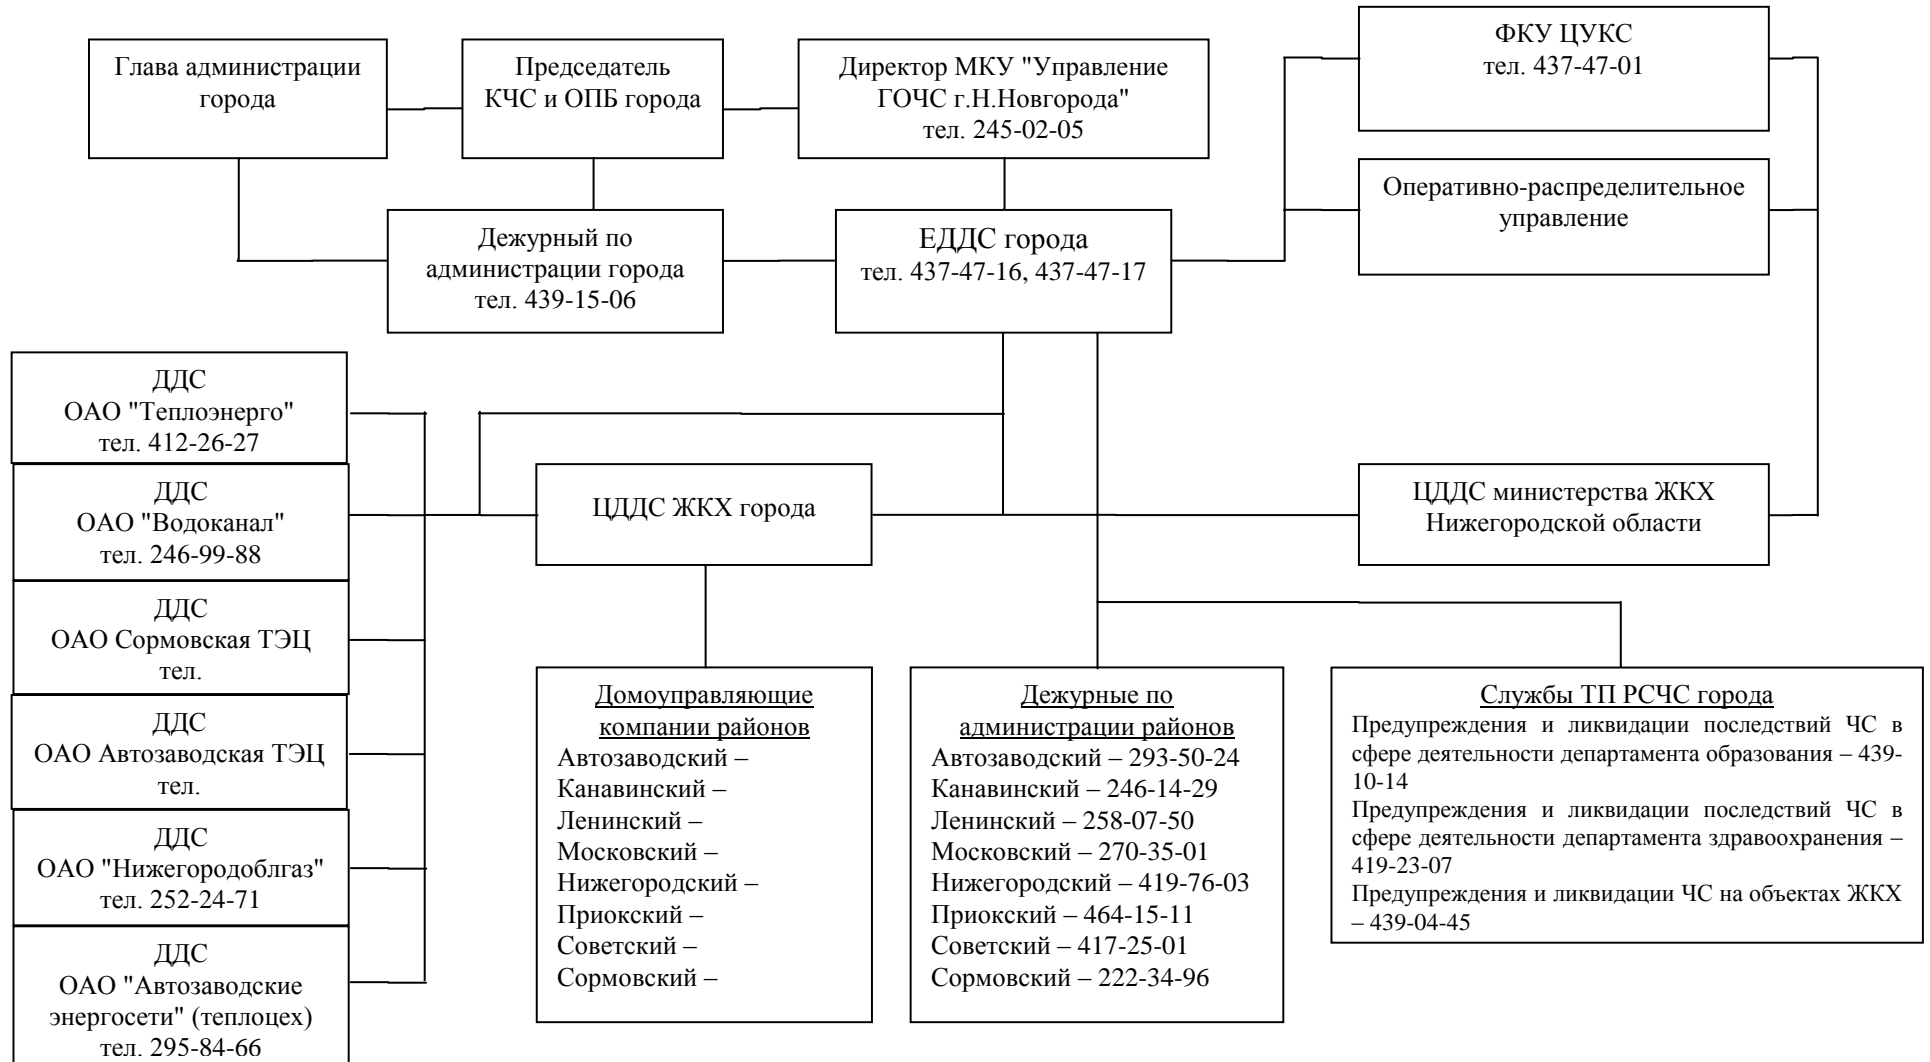 Глава администрации
города
Председатель
КЧС и ОПБ города
Директор МКУ "Управление
ГОЧС г.Н.Новгорода"
тел. 245-02-05
ФКУ ЦУКС
тел. 437-47-01
Оперативно-распределительное
управление
Дежурный по
администрации города
тел. 439-15-06
ЕДДС города
тел. 437-47-16, 437-47-17
ДДС
ОАО "Теплоэнерго"
тел. 412-26-27
ДДС
ОАО "Водоканал"
тел. 246-99-88
ДДС
ОАО Сормовская ТЭЦ
тел.
ДДС
ОАО Автозаводская ТЭЦ
тел.
ДДС
ОАО "Нижегородоблгаз"
тел. 252-24-71
ДДС
ОАО "Автозаводские
энергосети" (теплоцех)
тел. 295-84-66
ЦДДС ЖКХ города
ЦДДС министерства ЖКХ
Нижегородской области
Домоуправляющие
компании районов
Автозаводский –
Канавинский –
Ленинский –
Московский –
Нижегородский –
Приокский –
Советский –
Сормовский –
Дежурные по
администрации районов
Автозаводский – 293-50-24
Канавинский – 246-14-29
Ленинский – 258-07-50
Московский – 270-35-01
Нижегородский – 419-76-03
Приокский – 464-15-11
Советский – 417-25-01
Сормовский – 222-34-96
Службы ТП РСЧС города
Предупреждения и ликвидации последствий ЧС в
сфере деятельности департамента образования – 439-
10-14
Предупреждения и ликвидации последствий ЧС в
сфере деятельности департамента здравоохранения –
419-23-07
Предупреждения и ликвидации ЧС на объектах ЖКХ
– 439-04-45